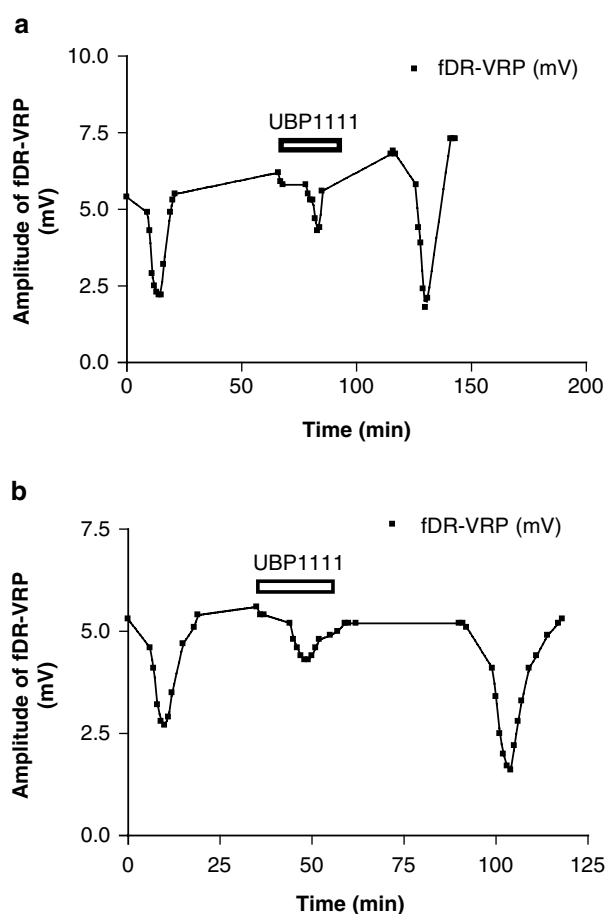 a
10.0
7.5
5.0
2.5
0.0
Amplitude of fDR-VRP
(mV)
fDR-VRP (mV)
UBP1111
0
50
100
150
200
Time (min)
b
7.5
5.0
2.5
0.0
Amplitude of fDR-VRP
(mV)
fDR-VRP (mV)
UBP1111
0
25
50
75
100
125
Time (min)